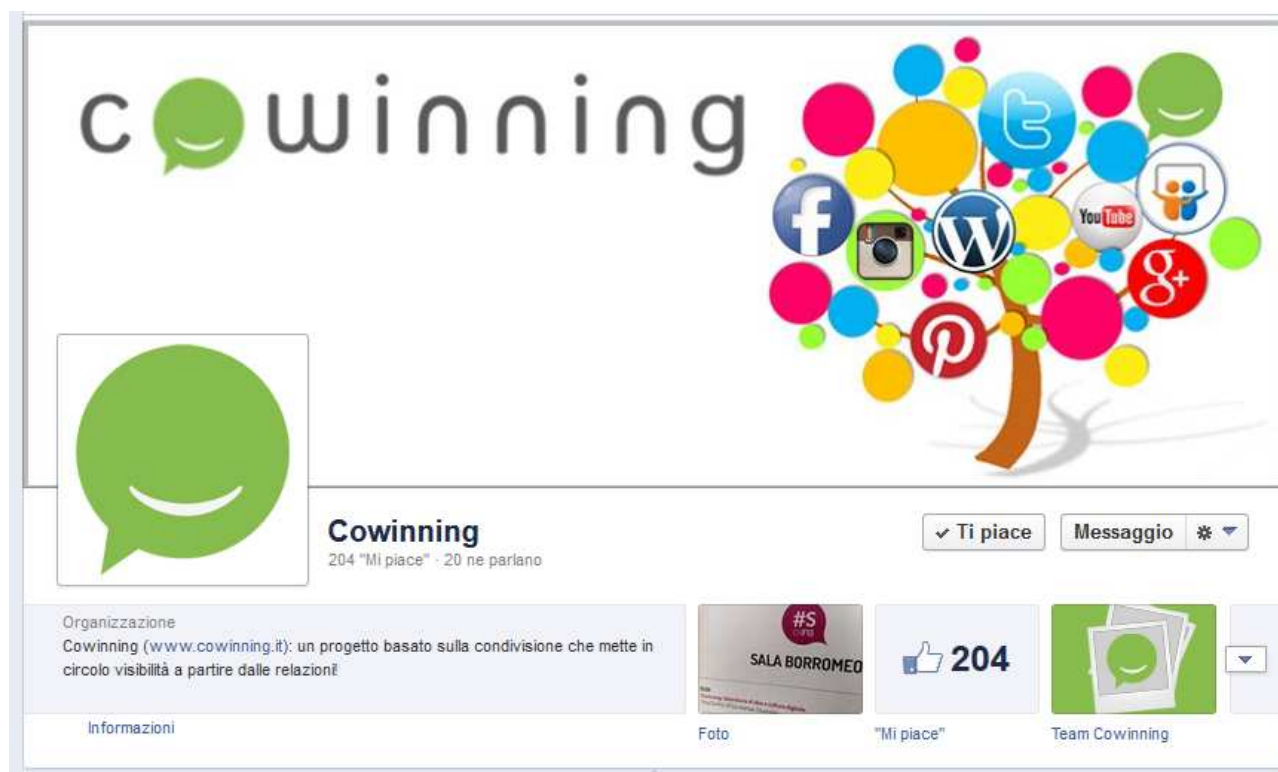 cowinning
You Tube
g+
Cowinning
204 "Mi piace" · 20 ne parlano
Ti piace
Messaggio
Organizzazione
Cowinning (www.cowinning.it): un progetto basato sulla condivisione che mette in
circolo visibilità a partire dalle relazioni!
Informazioni
#S
SALA BORROMEO
Foto
204
"Mi piace"
Team Cowinning